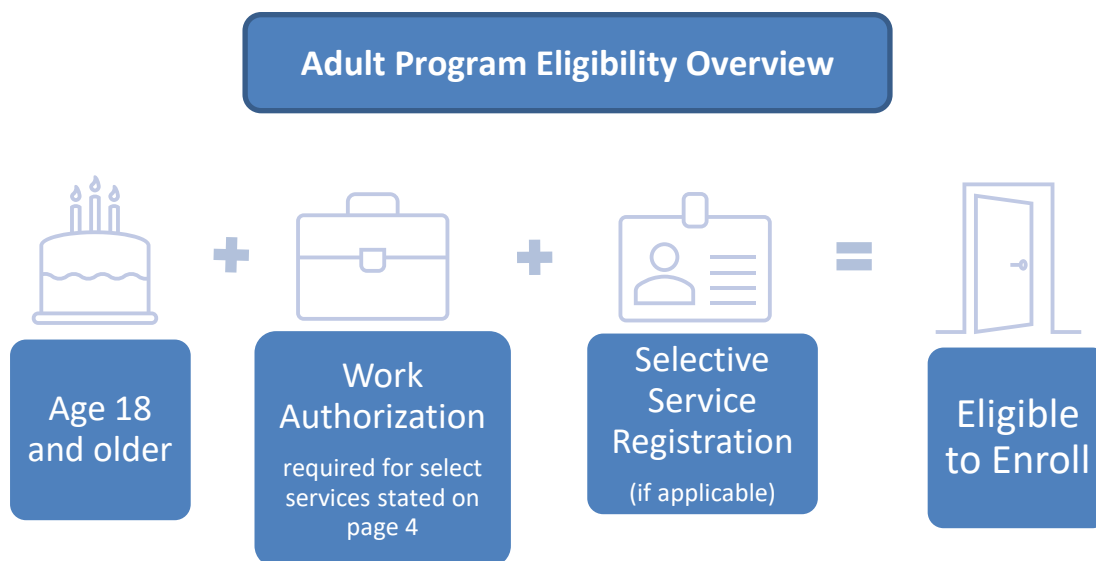 Adult Program Eligibility Overview
Age 18
and older
Work
Authorization
required for select
services stated on
page 4
Selective
Service
Registration
(if applicable)
Eligible
to Enroll